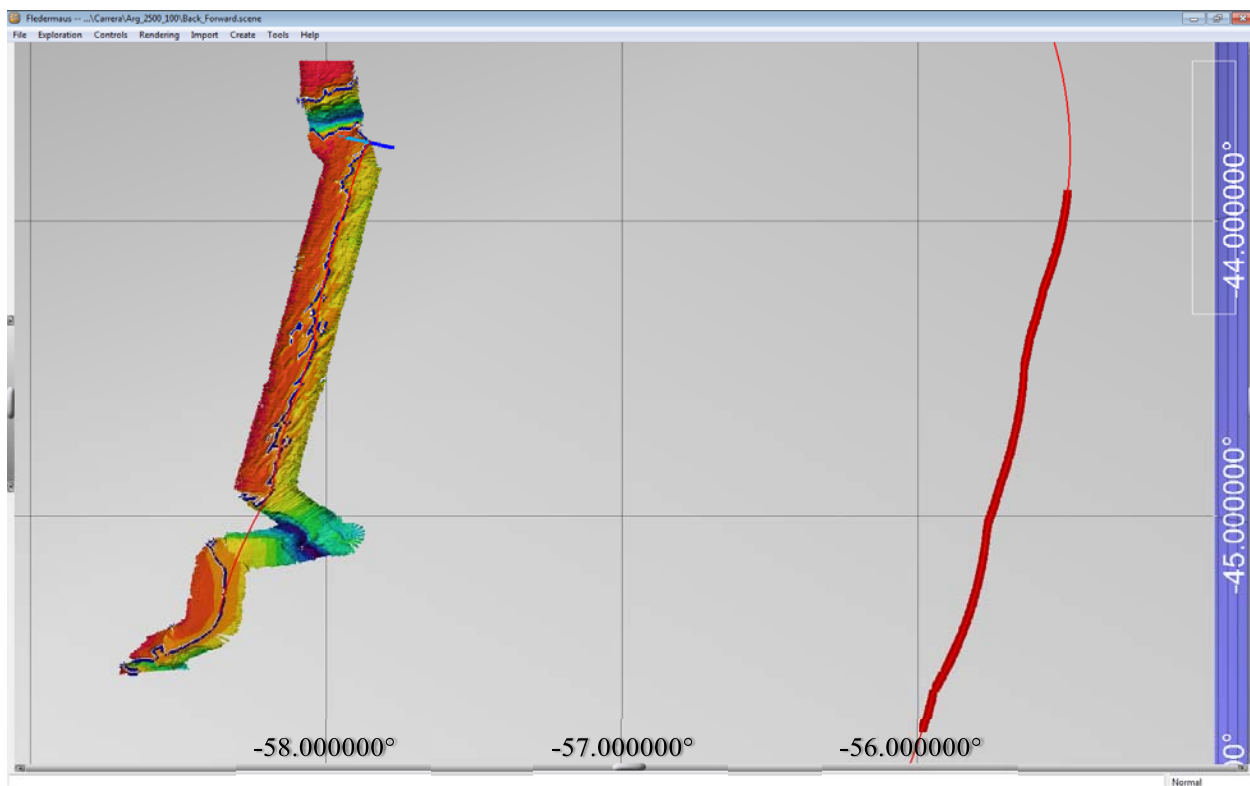 Fledermaus -- ...\Carrera\Arg_2500_100\Back_Forward.scene
File Exploration Controls Rendering Import Create Tools Help
-44.000000°
-45.000000°
00°
-58.000000° -57.000000° -56.000000°
Normal